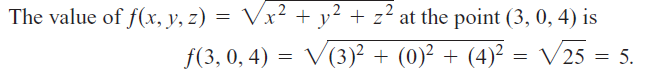 The value of f(x, y, z) = √x² + y² + z² at the point (3, 0, 4) is
f(3, 0, 4) = √(3)² + (0)² + (4)² = √25 = 5.